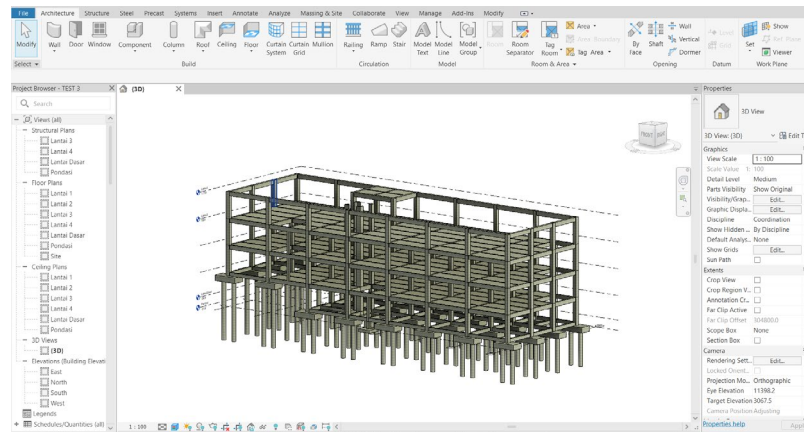 File Architecture Structure Steel Precast Systems Insert Annotate Analyze Massing & Site Collaborate View Manage Add-Ins Modify
Modify Wall Door Window Component Column Roof Ceiling Floor Curtain System Curtain Grid Mullion Railing Ramp Stair Model Text Model Line Model Group Room Room Separator Tag Room Area Area Boundary Tag Area By Face Shaft Wall Vertical Dormer Level Grid Set Show Ref Plane Viewer
Select Build Circulation Model Room & Area Opening Datum Work Plane
Project Browser - TEST 3
Search
Views (all)
Structural Plans
Lantai 3
Lantai 4
Lantai Dasar
Pondasi
Floor Plans
Lantai 1
Lantai 2
Lantai 3
Lantai 4
Lantai Dasar
Pondasi
Site
Ceiling Plans
Lantai 1
Lantai 2
Lantai 3
Lantai 4
Lantai Dasar
Pondasi
3D Views
{3D}
Elevations (Building Elevati
East
North
South
West
Legends
Schedules/Quantities (all)
{3D}
1 : 100
Properties
3D View
3D View: {3D} Edit T
Graphics
View Scale 1 : 100
Scale Value 1: 100
Detail Level Medium
Parts Visibility Show Original
Visibility/Grap... Edit...
Graphic Displa... Edit...
Discipline Coordination
Show Hidden ... By Discipline
Default Analys... None
Show Grids Edit...
Sun Path
Extents
Crop View
Crop Region V...
Annotation Cr...
Far Clip Active
Far Clip Offset 304800.0
Scope Box None
Section Box
Camera
Rendering Sett... Edit...
Locked Orient...
Projection Mo... Orthographic
Eye Elevation 11398.2
Target Elevation 3067.5
Camera Position Adjusting
Properties help Appl